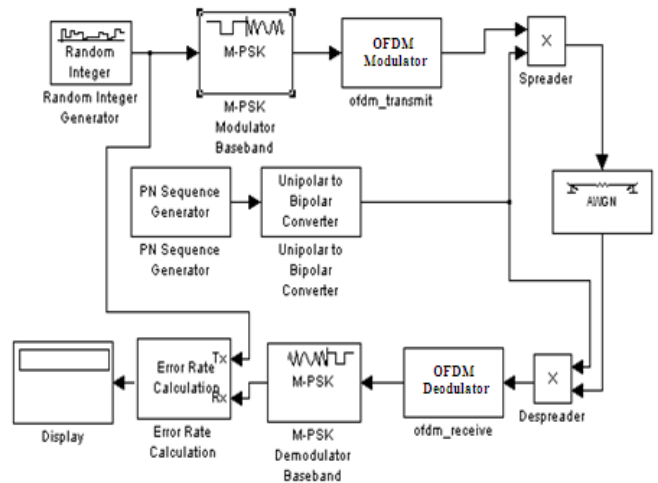 Random
Integer
Random Integer
Generator
M-PSK
M-PSK
Modulator
Baseband
OFDM
Modulator
ofdm_transmit
X
Spreader
PN Sequence
Generator
PN Sequence
Generator
Unipolar to
Bipolar
Converter
Unipolar to
Bipolar
Converter
AWGN
Display
Error Rate
Calculation
Tx
Rx
Error Rate
Calculation
M-PSK
M-PSK
Demodulator
Baseband
OFDM
Deodulator
ofdm_receive
X
Despreader